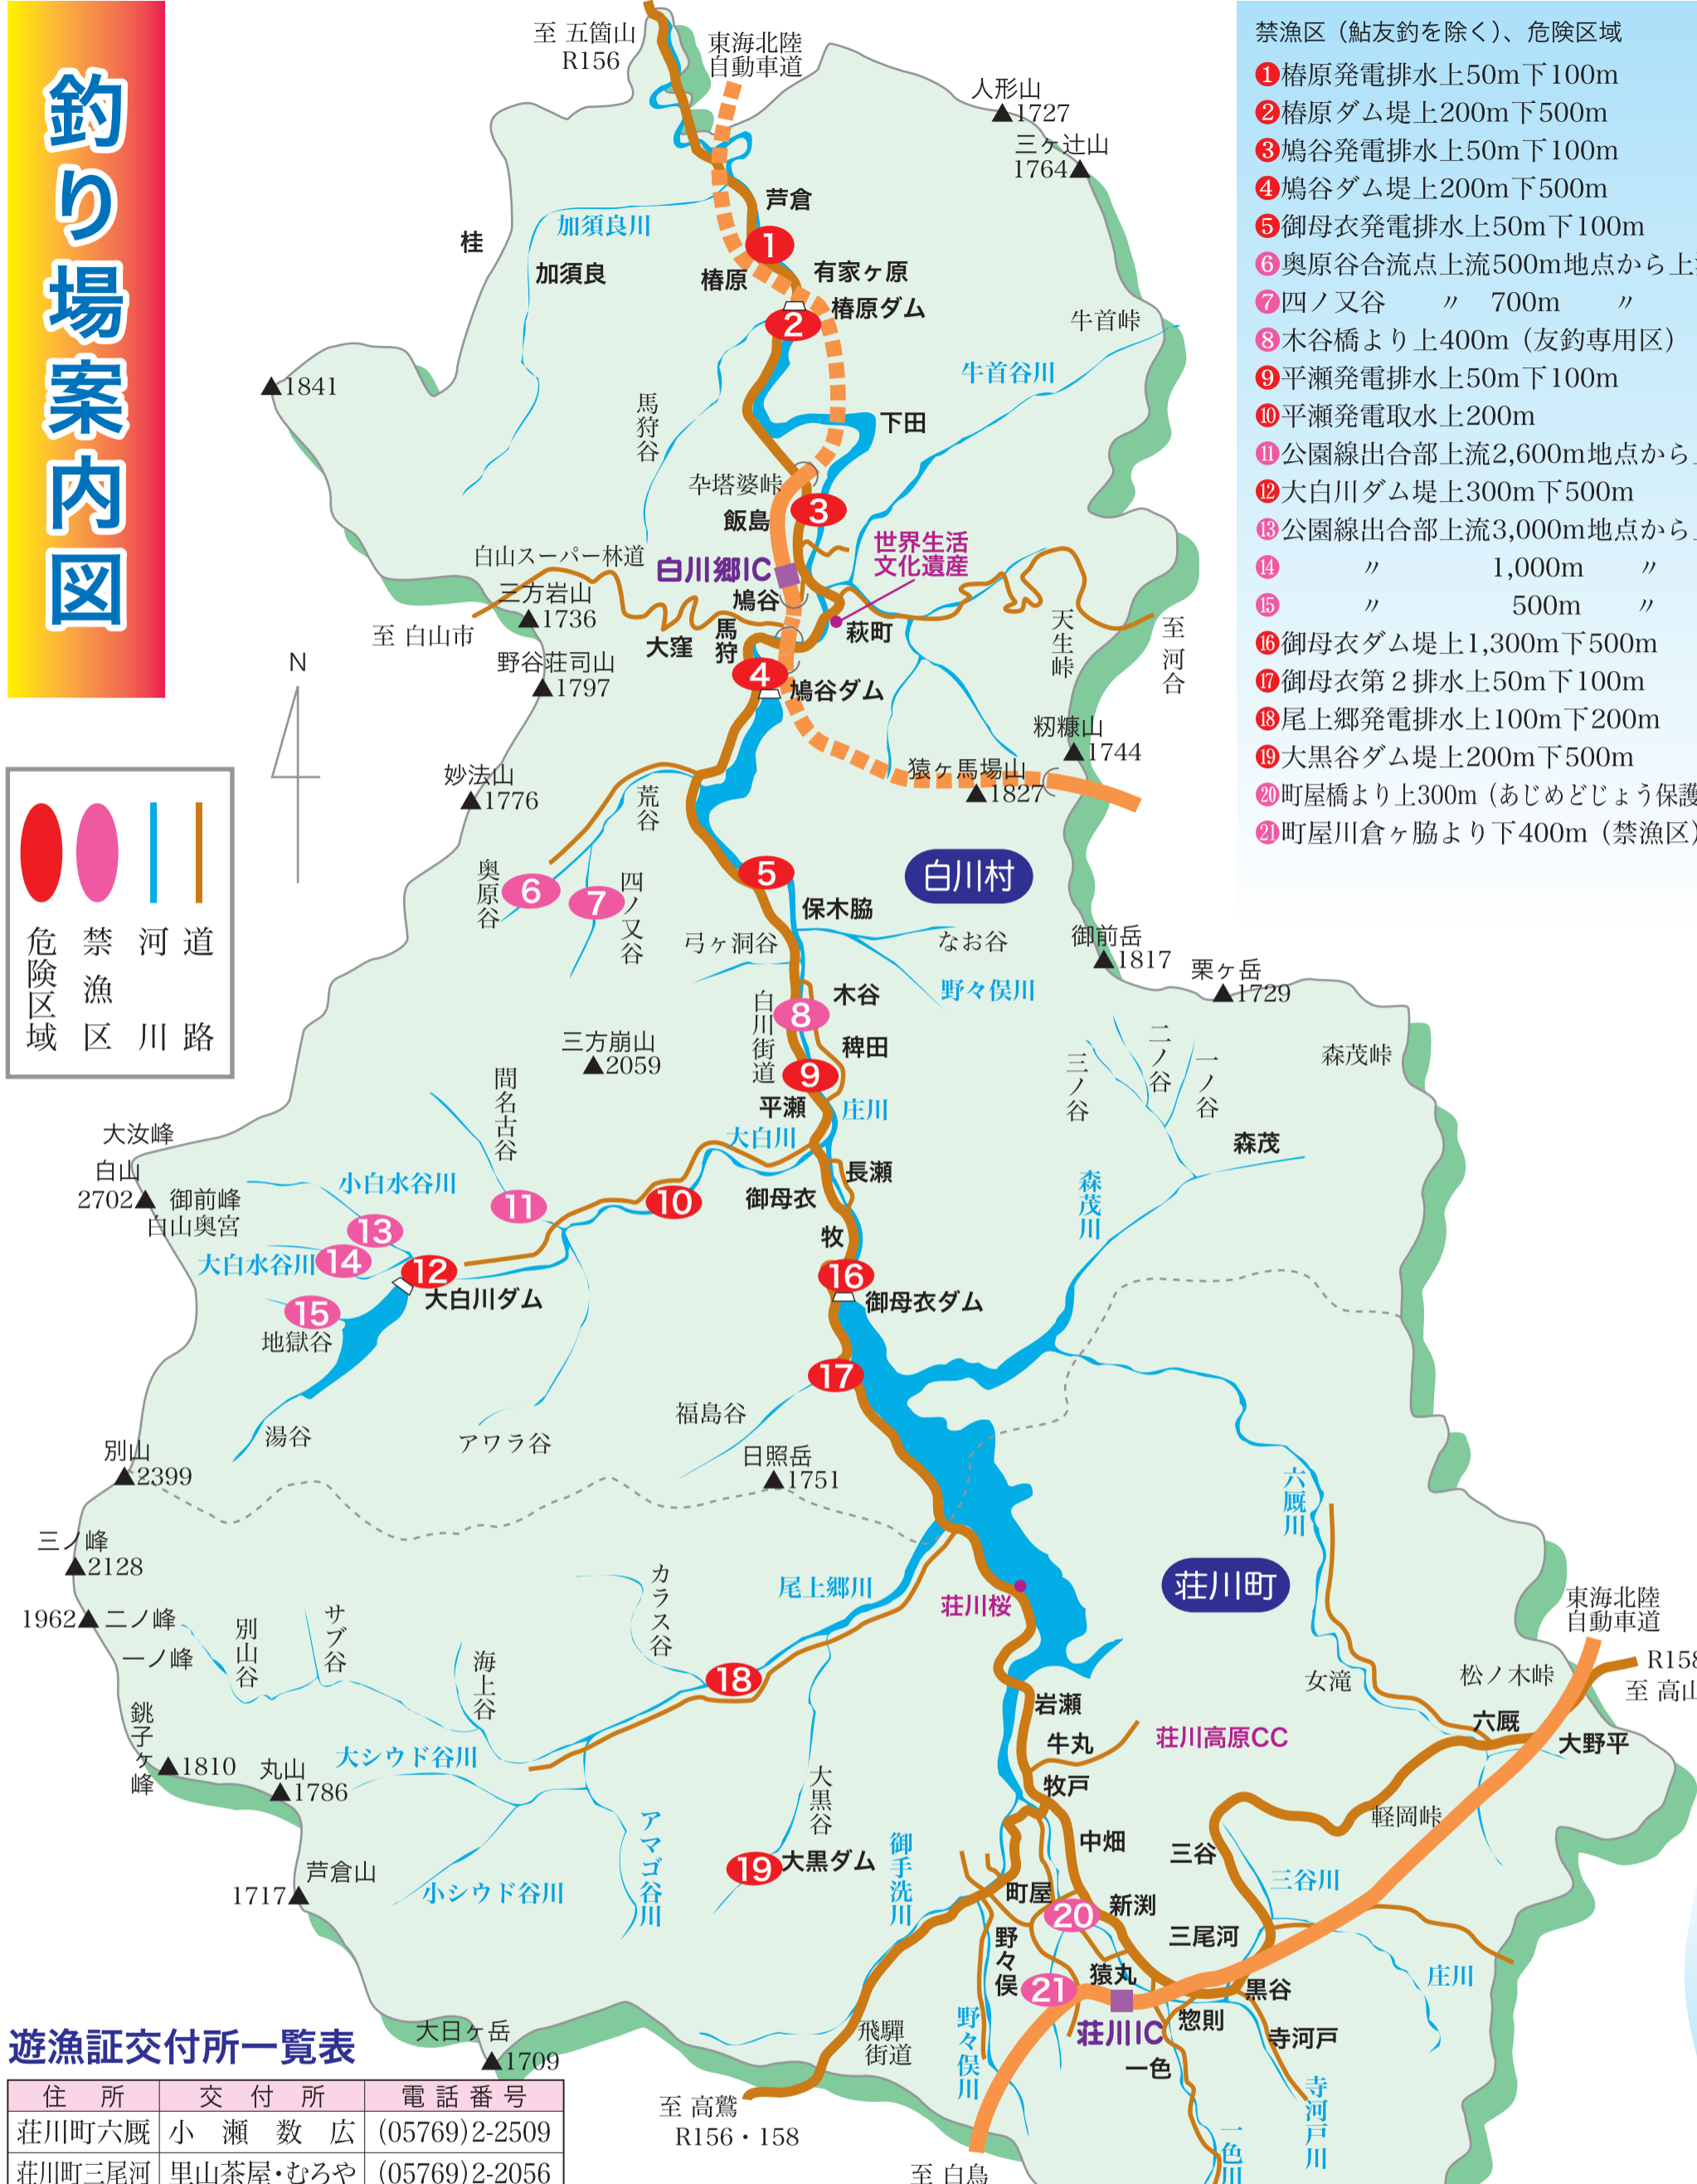 釣り場案内図
至 五箇山
R156
東海北陸
自動車道
人形山
▲1727
三ヶ辻山
1764▲
禁漁区（鮎友釣を除く）、危険区域
❶椿原発電排水上50m下100m
❷椿原ダム堤上200m下500m
❸鳩谷発電排水上50m下100m
❹鳩谷ダム堤上200m下500m
❺御母衣発電排水上50m下100m
❻奥原谷合流点上流500m地点から上
❼四ノ又谷 〃 700m 〃
❽木谷橋より上400m（友釣専用区）
❾平瀬発電排水上50m下100m
❿平瀬発電取水上200m
⓫公園線出合部上流2,600m地点から
⓬大白川ダム堤上300m下500m
⓭公園線出合部上流3,000m地点から
⓮ 〃 1,000m 〃
⓯ 〃 500m 〃
⓰御母衣ダム堤上1,300m下500m
⓱御母衣第２排水上50m下100m
⓲尾上郷発電排水上100m下200m
⓳大黒谷ダム堤上200m下500m
⓴町屋橋より上300m（あじめどじょう保護
21町屋川倉ヶ脇より下400m（禁漁区）
芦倉
加須良川
桂
加須良
1
椿原
有家ヶ原
椿原ダム
2
牛首峠
牛首谷川
▲1841
馬狩谷
下田
卒塔婆峠
飯島
3
世界生活
文化遺産
白山スーパー林道
白川郷IC
三方岩山
▲1736
鳩谷
至 白山市
大窪
馬狩
萩町
天生峠
至 河合
野谷荘司山
▲1797
4
鳩谷ダム
N
籾糠山
▲1744
妙法山
▲1776
荒谷
猿ヶ馬場山
▲1827
危険区域
禁漁区
河川
道路
奥原谷
6
7
四ノ又谷
5
白川村
保木脇
弓ヶ洞谷
なお谷
野々俣川
御前岳
▲1817
栗ヶ岳
▲1729
木谷
8
白川街道
三方崩山
▲2059
稗田
9
平瀬
庄川
二ノ谷
三ノ谷
一ノ谷
森茂峠
森茂
森茂川
間名古谷
大汝峰
白山
2702▲
御前峰
白山奥宮
小白水谷川
大白川
長瀬
10
11
御母衣
牧
13
14
大白水谷川
12
大白川ダム
15
地獄谷
16
御母衣ダム
17
湯谷
アワラ谷
福島谷
日照岳
▲1751
別山
▲2399
六厩川
三ノ峰
▲2128
1962▲ 二ノ峰
一ノ峰
別山谷
サブ谷
海上谷
カラス谷
尾上郷川
荘川桜
荘川町
東海北陸
自動車道
R158
至 高山
松ノ木峠
女滝
六厩
大野平
18
岩瀬
牛丸
荘川高原CC
牧戸
銚子ヶ峰
▲1810
丸山
▲1786
大シウド谷川
大黒谷
軽岡峠
中畑
三谷
三谷川
アマゴ谷川
御手洗川
19
大黒ダム
芦倉山
1717▲
小シウド谷川
町屋
20
新渕
三尾河
野々俣
21
猿丸
黒谷
庄川
荘川IC
惣則
寺河戸
一色
野々俣川
飛騨
街道
大日ヶ岳
▲1709
至 高鷲
R156・158
寺河戸川
一色川
至 白鳥
遊漁証交付所一覧表
住 所 交 付 所 電 話 番 号
荘川町六厩 小 瀬 数 広 (05769)2-2509
荘川町三尾河 里山茶屋・むろや (05769)2-2056